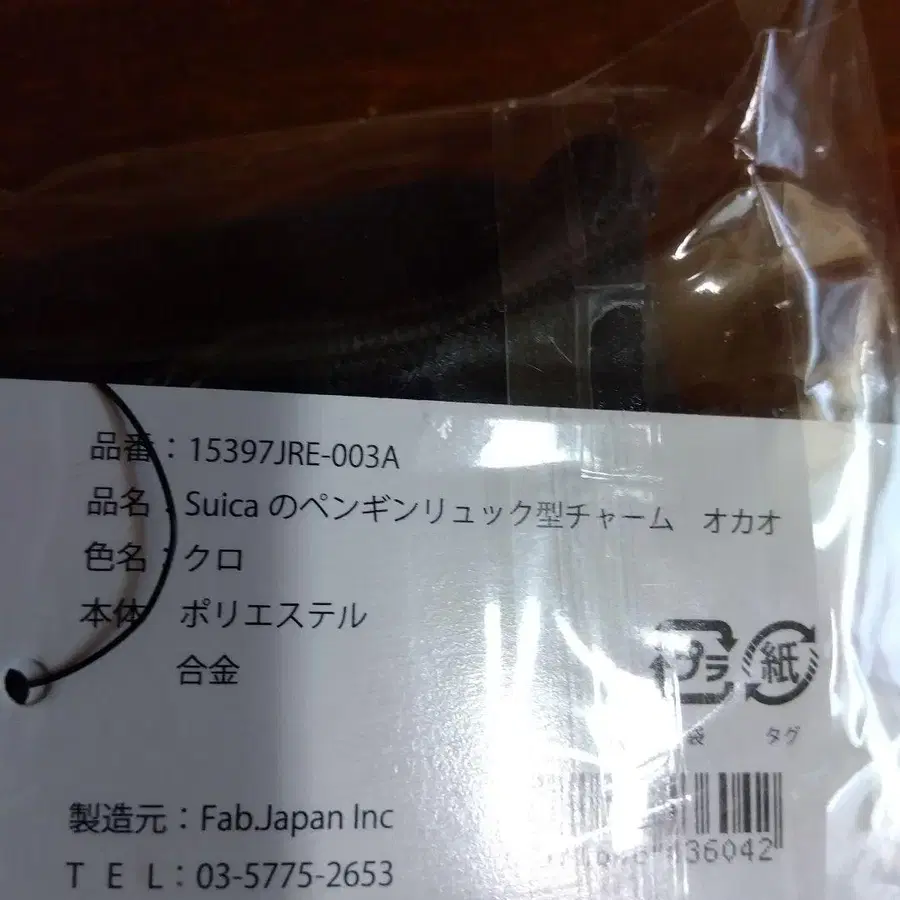 品番：15397JRE-003A
品名：Suica のペンギンリュック型チャーム　オカオ
色名：クロ
本体　ポリエステル
合金
プラ 紙
袋 タグ
製造元：Fab.Japan Inc
ＴＥＬ：03-5775-2653
36042